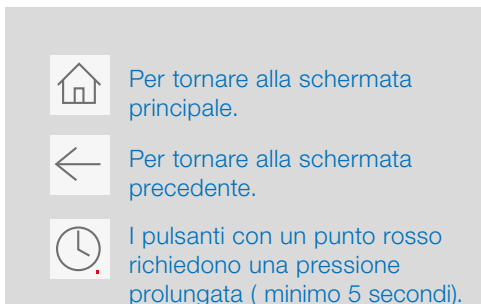 Per tornare alla schermata
principale.
Per tornare alla schermata
precedente.
I pulsanti con un punto rosso
richiedono una pressione
prolungata ( minimo 5 secondi).